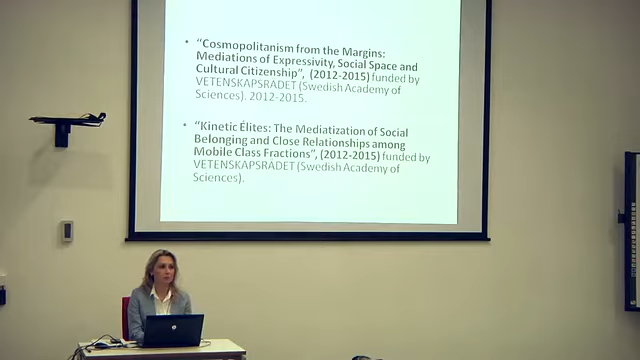 • “Cosmopolitanism from the Margins:
Mediations of Expressivity, Social Space and
Cultural Citizenship”, (2012-2015) funded by
VETENSKAPSRADET (Swedish Academy of
Sciences). 2012-2015.
• “Kinetic Élites: The Mediatization of Social
Belonging and Close Relationships among
Mobile Class Fractions”, (2012-2015) funded by
VETENSKAPSRADET (Swedish Academy of
Sciences).